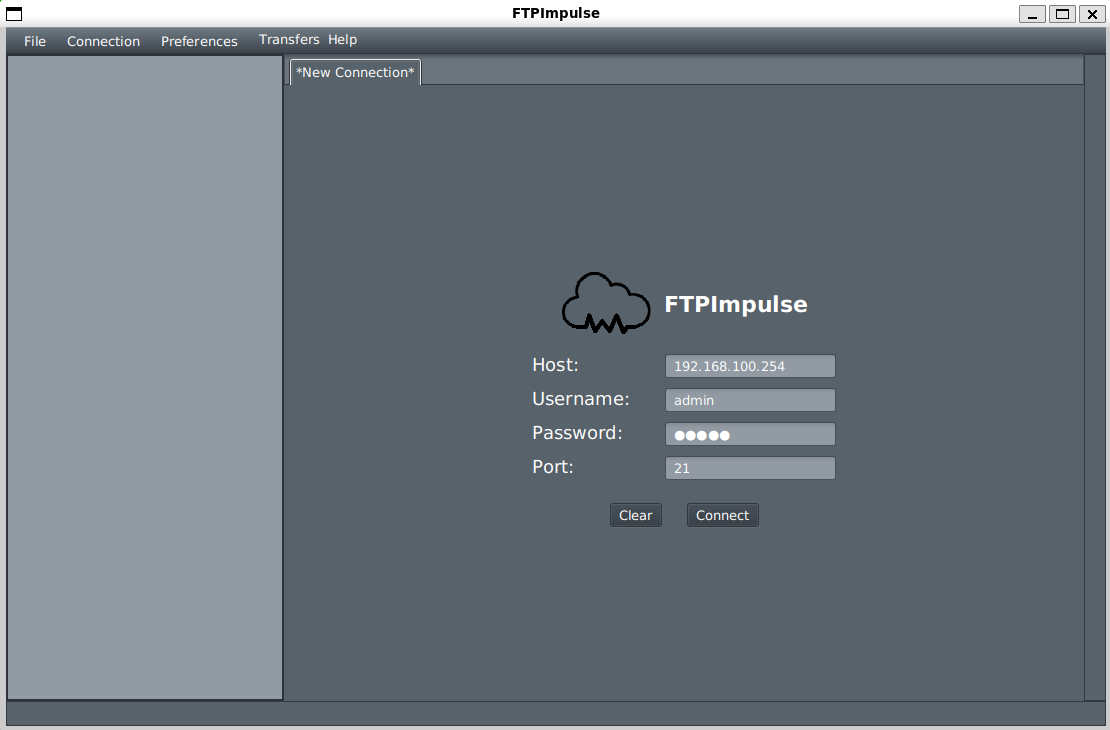 FTPImpulse
File Connection Preferences Transfers Help
*New Connection*
FTPImpulse
Host: 192.168.100.254
Username: admin
Password: ●●●●●
Port: 21
Clear Connect